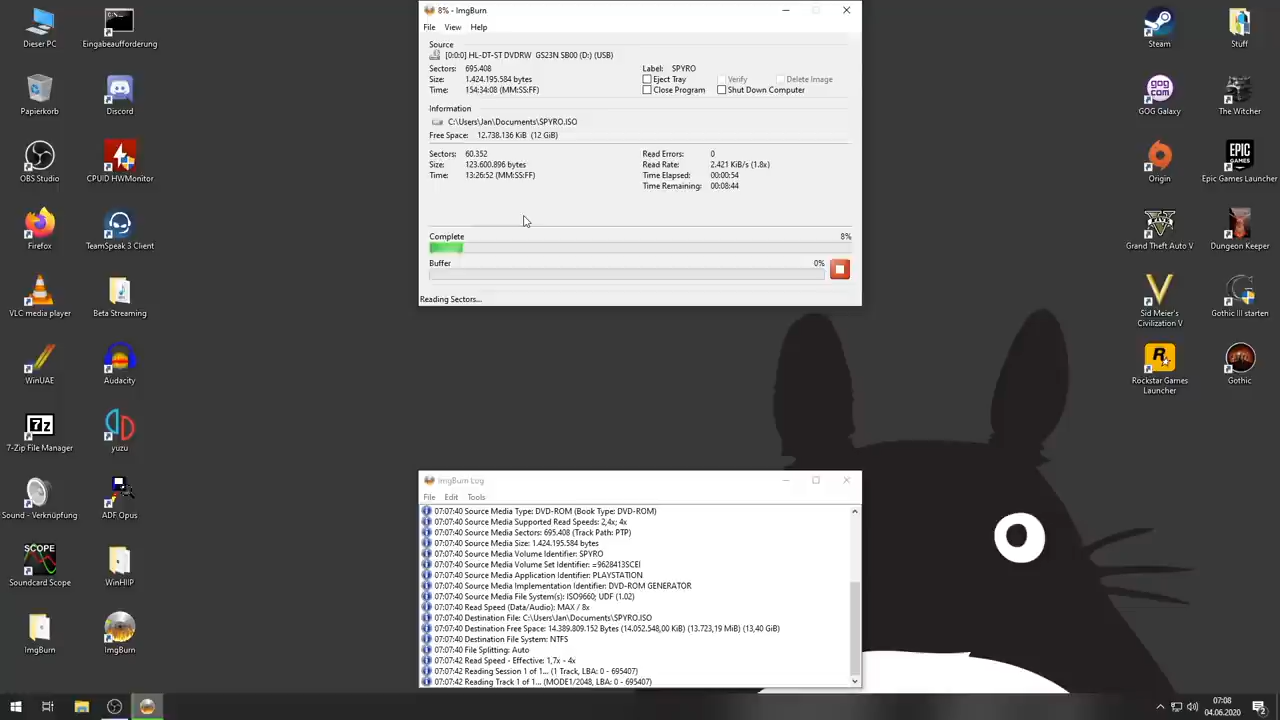 Dieser PC
Eingabeaufforderung
Papierkorb
Discord
OBS Studio
CPUID HWMonitor
Firefox
TeamSpeak 3 Client
VLC media player
Beta Streaming
WinUAE
Audacity
7-Zip File Manager
yuzu
Sound - Verknüpfung
ADF Opus
SCOPE
Soundcard Scope
WinHIIP
ImgBurn
ImgBurn
8% - ImgBurn
File View Help
Source
[0:0:0] HL-DT-ST DVDRW GS23N SB00 (D:) (USB)
Sectors: 695.408
Size: 1.424.195.584 bytes
Time: 154:34:08 (MM:SS:FF)
Label: SPYRO
Eject Tray Verify Delete Image
Close Program Shut Down Computer
Information
C:\Users\Jan\Documents\SPYRO.ISO
Free Space: 12.738.136 KiB (12 GiB)
Sectors: 60.352
Size: 123.600.896 bytes
Time: 13:26:52 (MM:SS:FF)
Read Errors: 0
Read Rate: 2.421 KiB/s (1.8x)
Time Elapsed: 00:00:54
Time Remaining: 00:08:44
Complete 8%
Buffer 0%
Reading Sectors...
ImgBurn Log
File Edit Tools
07:07:40 Source Media Type: DVD-ROM (Book Type: DVD-ROM)
07:07:40 Source Media Supported Read Speeds: 2,4x; 4x
07:07:40 Source Media Sectors: 695.408 (Track Path: PTP)
07:07:40 Source Media Size: 1.424.195.584 bytes
07:07:40 Source Media Volume Identifier: SPYRO
07:07:40 Source Media Volume Set Identifier: =9628413SCEI
07:07:40 Source Media Application Identifier: PLAYSTATION
07:07:40 Source Media Implementation Identifier: DVD-ROM GENERATOR
07:07:40 Source Media File System(s): ISO9660; UDF (1.02)
07:07:40 Read Speed (Data/Audio): MAX / 8x
07:07:40 Destination File: C:\Users\Jan\Documents\SPYRO.ISO
07:07:40 Destination Free Space: 14.389.809.152 Bytes (14.052.548,00 KiB) (13.723,19 MiB) (13,40 GiB)
07:07:40 Destination File System: NTFS
07:07:40 File Splitting: Auto
07:07:42 Read Speed - Effective: 1,7x - 4x
07:07:42 Reading Session 1 of 1... (1 Track, LBA: 0 - 695407)
07:07:42 Reading Track 1 of 1... (MODE1/2048, LBA: 0 - 695407)
Steam
Stuff
GOG.COM
GOG Galaxy
The Witcher
EPIC GAMES
Origin
Epic Games Launcher
Grand Theft Auto V
Dungeon Keeper
Sid Meier's Civilization V
Gothic III starten
Rockstar Games Launcher
Gothic
07:08
04.06.2020
2